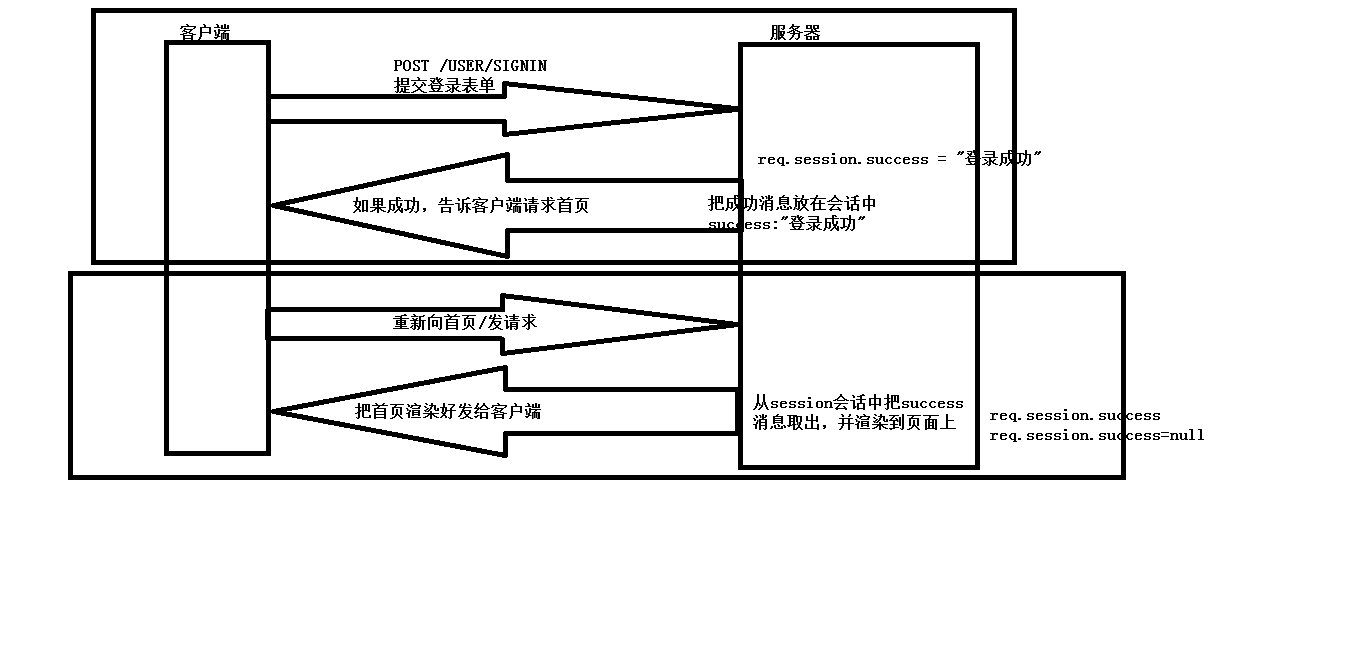 客户端
服务器
POST /USER/SIGNIN
提交登录表单
req.session.success = "登录成功"
如果成功，告诉客户端请求首页
把成功消息放在会话中
success:"登录成功"
重新向首页/发请求
把首页渲染好发给客户端
从session会话中把success
消息取出，并渲染到页面上
req.session.success
req.session.success=null